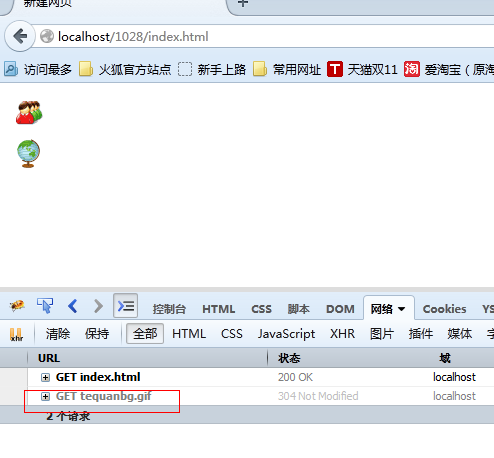 新建网页
localhost/1028/index.html
访问最多 火狐官方站点 新手上路 常用网址 T 天猫双11 淘 爱淘宝（原淘
控制台 HTML CSS 脚本 DOM 网络 Cookies YS
xhr 清除 保持 全部 HTML CSS JavaScript XHR 图片 插件 媒体
URL 状态 域
GET index.html 200 OK localhost
GET tequanbg.gif 304 Not Modified localhost
2 个请求